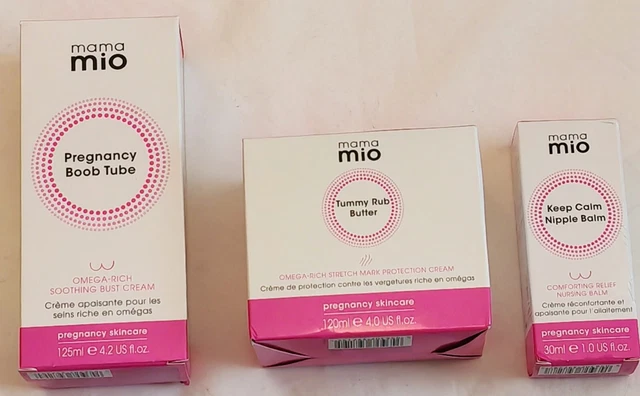 mama
mio
Pregnancy
Boob Tube
OMEGA-RICH
SOOTHING BUST CREAM
Crème apaisante pour les
seins riche en omégas
pregnancy skincare
125ml e 4.2 US fl.oz.
mama
mio
Tummy Rub
Butter
OMEGA-RICH STRETCH MARK PROTECTION CREAM
Crème de protection contre les vergetures riche en omégas
pregnancy skincare
120ml e 4.0 US fl.oz.
mama
mio
Keep Calm
Nipple Balm
COMFORTING RELIEF
NURSING BALM
Crème réconfortante et
apaisante pour l'allaitement
pregnancy skincare
30ml e 1.0 US fl.oz.